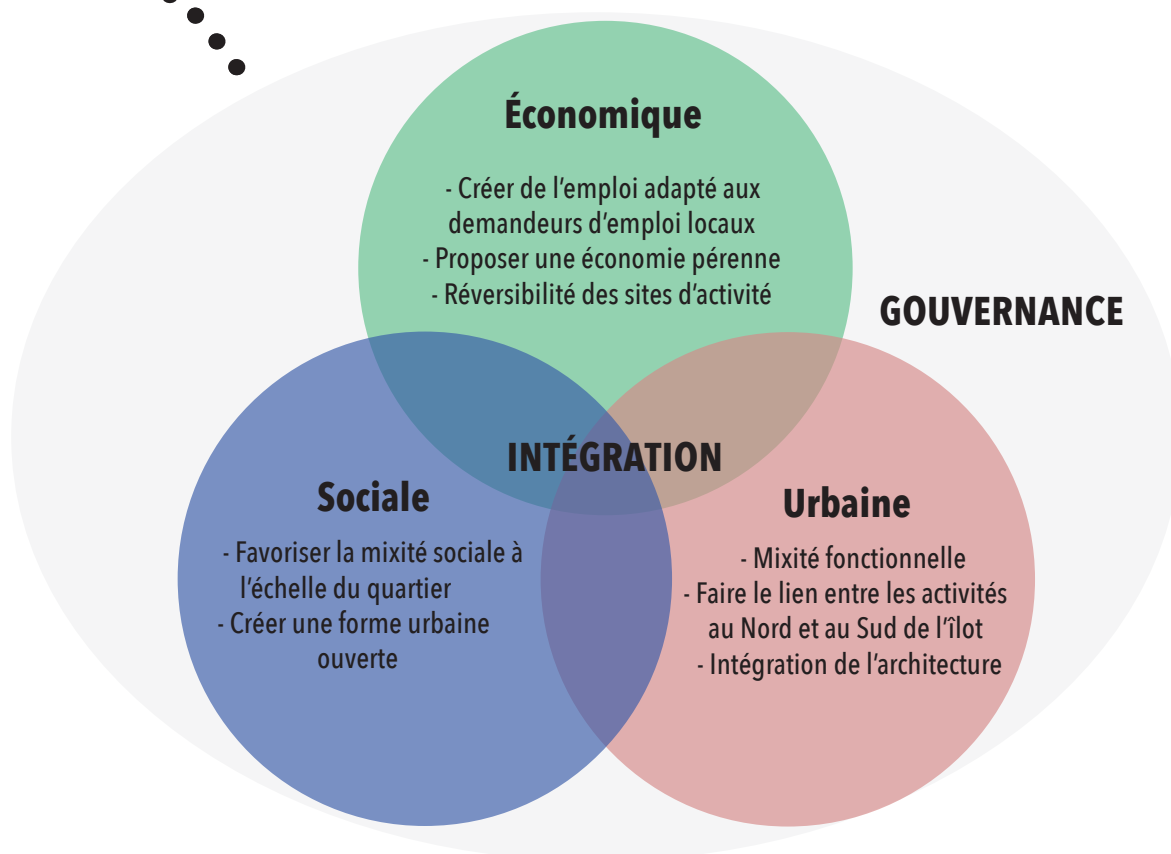 Économique
- Créer de l’emploi adapté aux
demandeurs d’emploi locaux
- Proposer une économie pérenne
- Réversibilité des sites d’activité
GOUVERNANCE
INTÉGRATION
Sociale
- Favoriser la mixité sociale à
l’échelle du quartier
- Créer une forme urbaine
ouverte
Urbaine
- Mixité fonctionnelle
- Faire le lien entre les activités
au Nord et au Sud de l’îlot
- Intégration de l’architecture